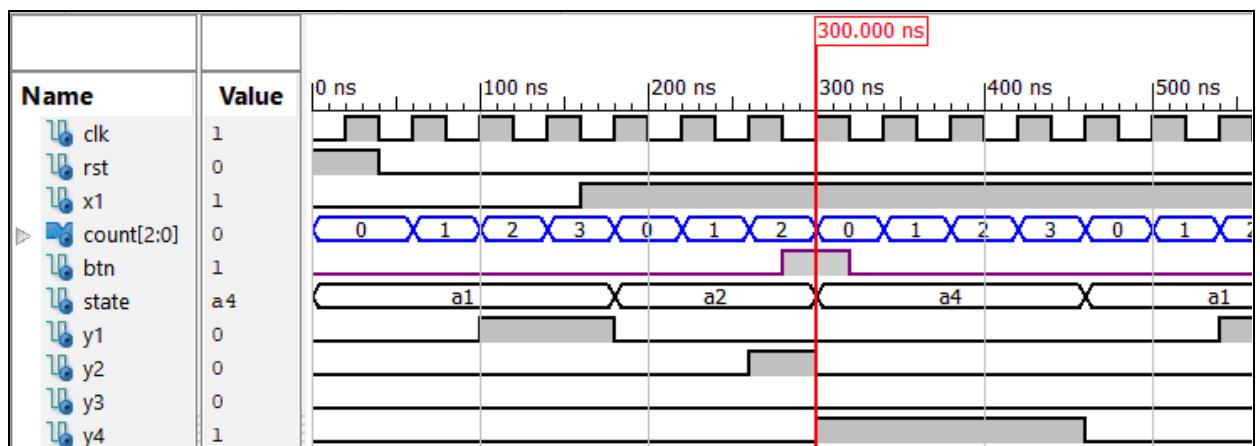 300.000 ns
Name Value 0 ns 100 ns 200 ns 300 ns 400 ns 500 ns
clk 1
rst 0
x1 1
count[2:0] 0 0 1 2 3 0 1 2 0 1 2 3 0 1 2
btn 1
state a4 a1 a2 a4 a1
y1 0
y2 0
y3 0
y4 1